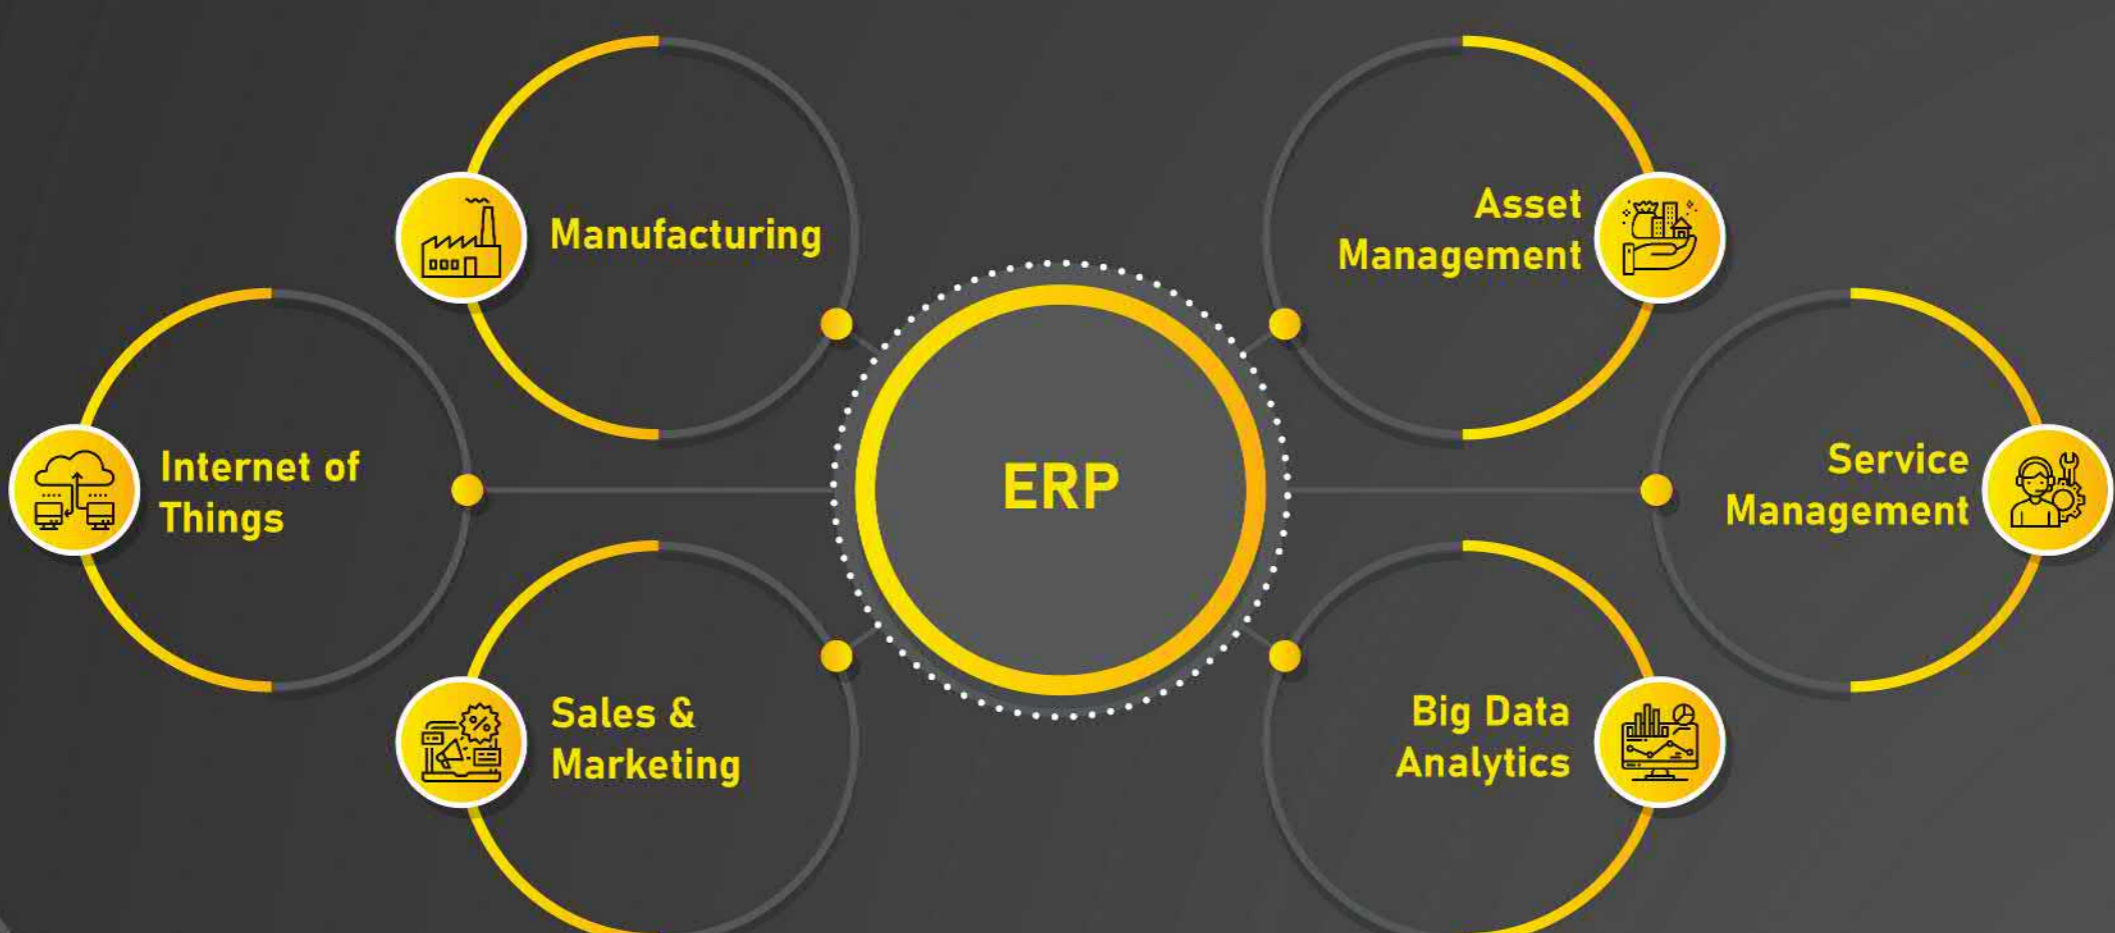 Manufacturing
Asset
Management
Internet of
Things
ERP
Service
Management
Sales &
Marketing
Big Data
Analytics